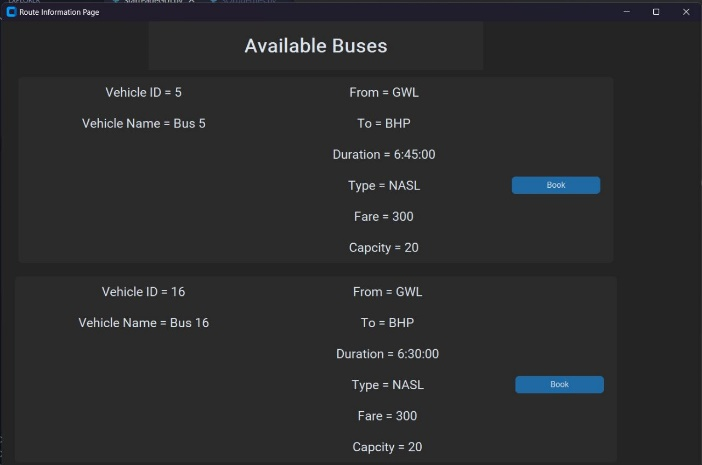 Route Information Page
Available Buses
Vehicle ID = 5
Vehicle Name = Bus 5
From = GWL
To = BHP
Duration = 6:45:00
Type = NASL
Fare = 300
Capcity = 20
Book
Vehicle ID = 16
Vehicle Name = Bus 16
From = GWL
To = BHP
Duration = 6:30:00
Type = NASL
Fare = 300
Capcity = 20
Book